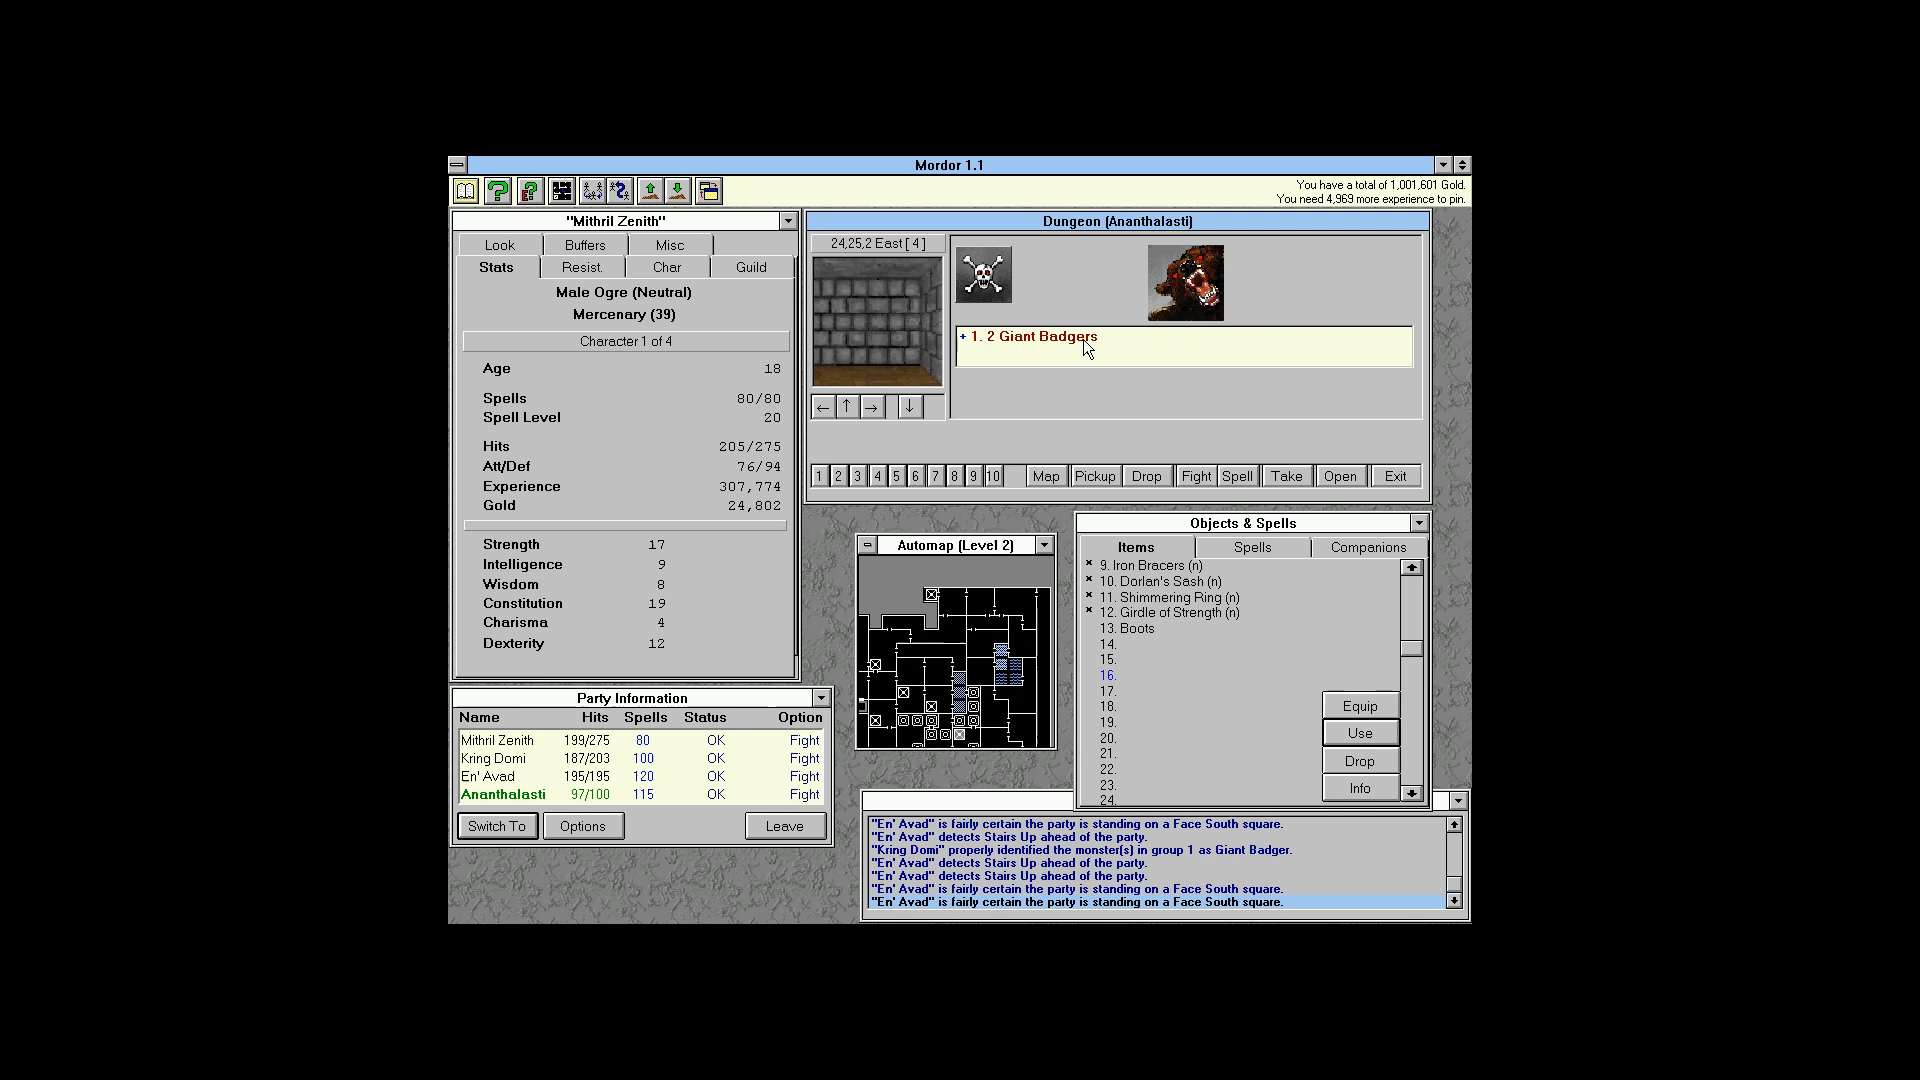 Mordor 1.1
You have a total of 1,001,601 Gold.
You need 4,969 more experience to pin.
"Mithril Zenith"
Look Buffers Misc
Stats Resist. Char Guild
Male Ogre (Neutral)
Mercenary (39)
Character 1 of 4
Age 18
Spells 80/80
Spell Level 20
Hits 205/275
Att/Def 76/94
Experience 307,774
Gold 24,802
Strength 17
Intelligence 9
Wisdom 8
Constitution 19
Charisma 4
Dexterity 12
Party Information
Name Hits Spells Status Option
Mithril Zenith 199/275 80 OK Fight
Kring Domi 187/203 100 OK Fight
En' Avad 195/195 120 OK Fight
Ananthalasti 97/100 115 OK Fight
Switch To Options Leave
Dungeon (Ananthalasti)
24,25,2 East [ 4 ]
+ 1. 2 Giant Badgers
1 2 3 4 5 6 7 8 9 10 Map Pickup Drop Fight Spell Take Open Exit
Automap (Level 2)
Objects & Spells
Items Spells Companions
× 9. Iron Bracers (n)
× 10. Dorlan's Sash (n)
× 11. Shimmering Ring (n)
× 12. Girdle of Strength (n)
13. Boots
14.
15.
16.
17.
18.
19.
20.
21.
22.
23.
24.
Equip
Use
Drop
Info
"En' Avad" is fairly certain the party is standing on a Face South square.
"En' Avad" detects Stairs Up ahead of the party.
"Kring Domi" properly identified the monster(s) in group 1 as Giant Badger.
"En' Avad" detects Stairs Up ahead of the party.
"En' Avad" detects Stairs Up ahead of the party.
"En' Avad" is fairly certain the party is standing on a Face South square.
"En' Avad" is fairly certain the party is standing on a Face South square.